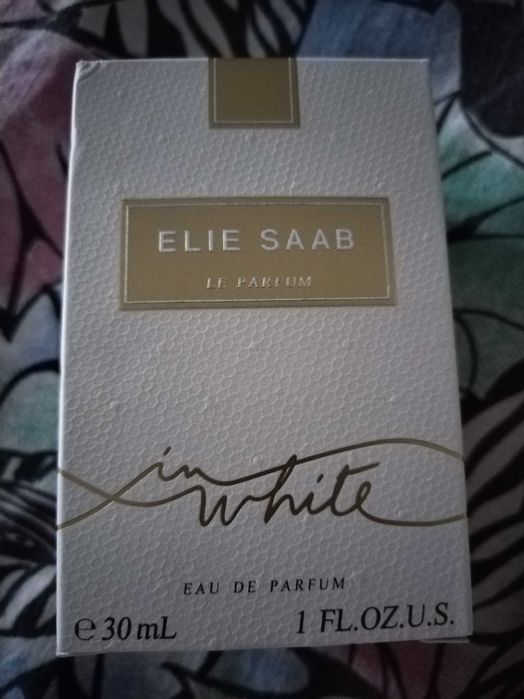 ELIE SAAB
LE PARFUM
in
white
EAU DE PARFUM
℮ 30 mL 1 FL.OZ.U.S.